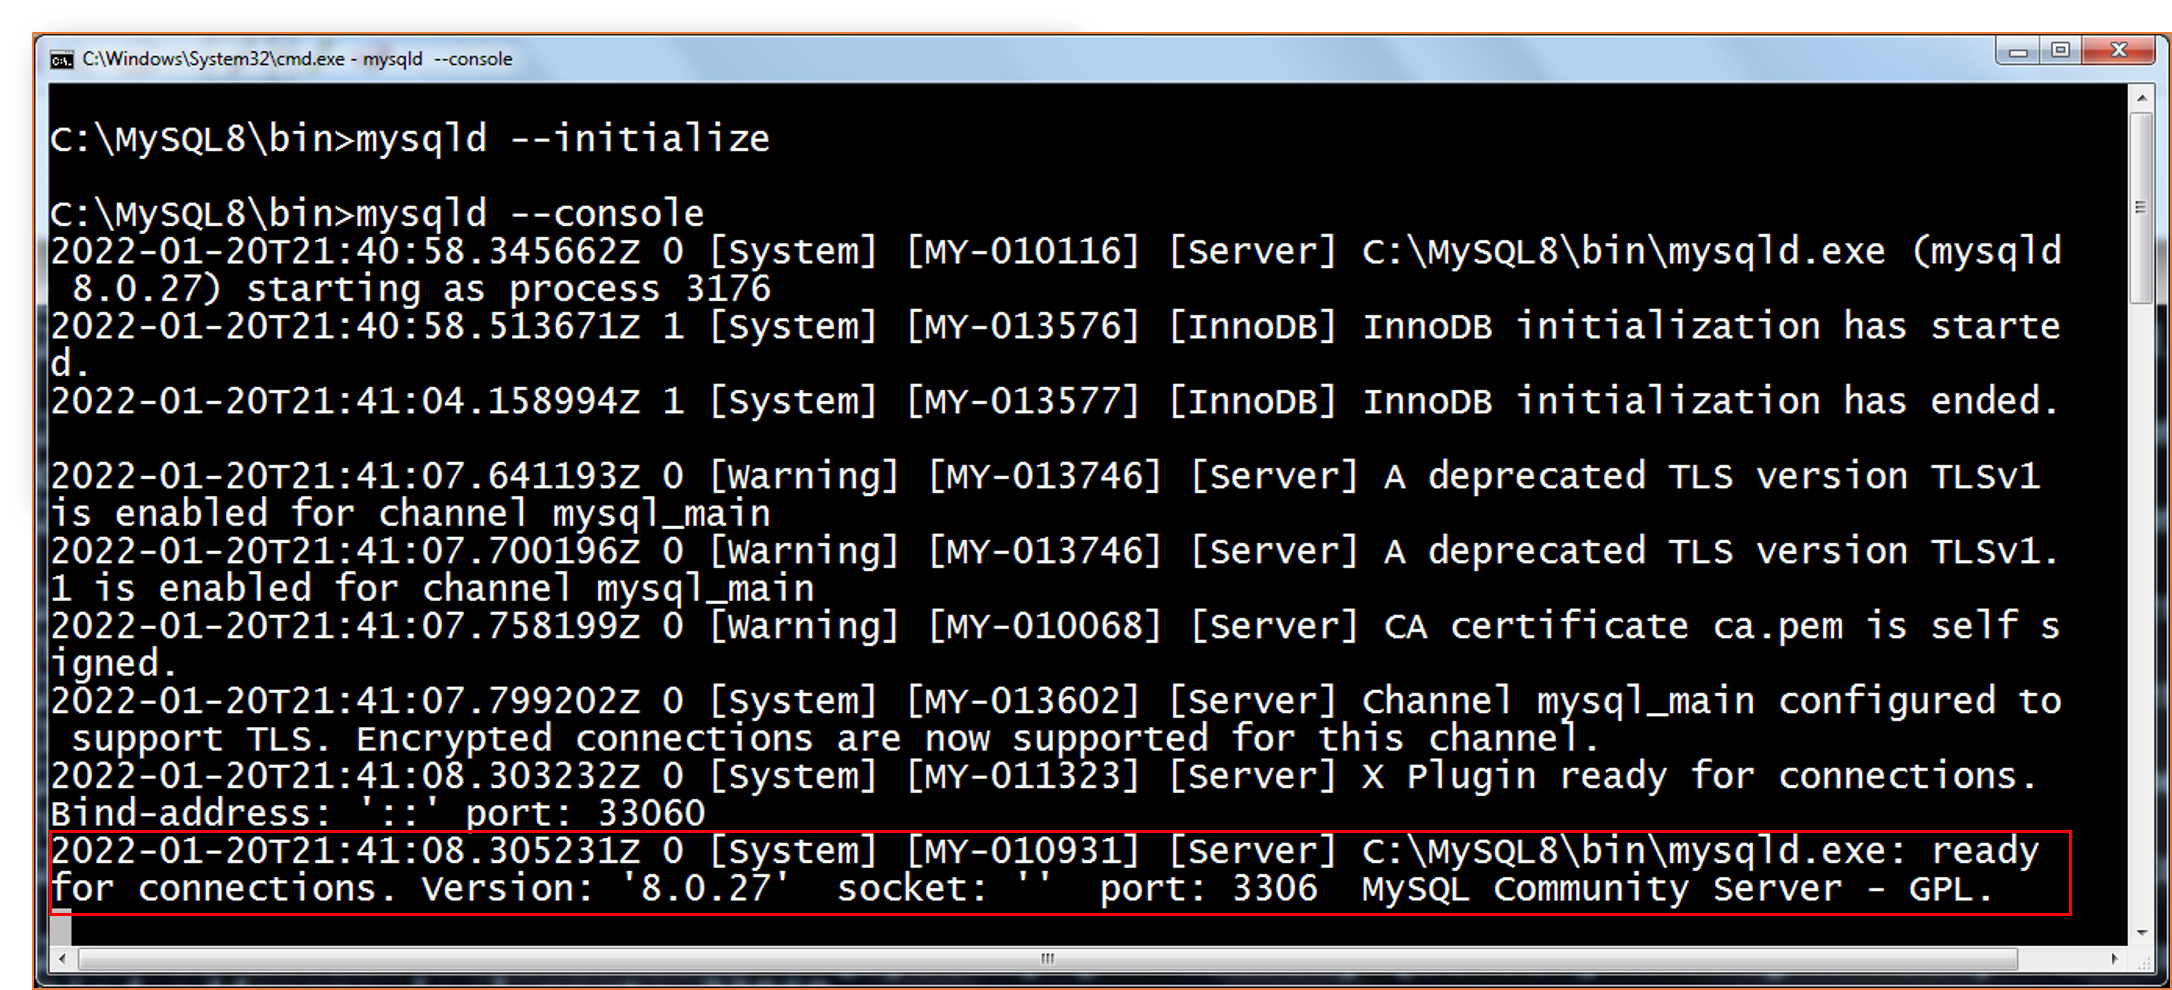 C:\Windows\System32\cmd.exe - mysqld  --console
C:\MySQL8\bin>mysqld --initialize
C:\MySQL8\bin>mysqld --console
2022-01-20T21:40:58.345662Z 0 [System] [MY-010116] [Server] C:\MySQL8\bin\mysqld.exe (mysqld
 8.0.27) starting as process 3176
2022-01-20T21:40:58.513671Z 1 [System] [MY-013576] [InnoDB] InnoDB initialization has starte
d.
2022-01-20T21:41:04.158994Z 1 [System] [MY-013577] [InnoDB] InnoDB initialization has ended.
2022-01-20T21:41:07.641193Z 0 [Warning] [MY-013746] [Server] A deprecated TLS version TLSv1
is enabled for channel mysql_main
2022-01-20T21:41:07.700196Z 0 [Warning] [MY-013746] [Server] A deprecated TLS version TLSv1.
1 is enabled for channel mysql_main
2022-01-20T21:41:07.758199Z 0 [Warning] [MY-010068] [Server] CA certificate ca.pem is self s
igned.
2022-01-20T21:41:07.799202Z 0 [System] [MY-013602] [Server] Channel mysql_main configured to
 support TLS. Encrypted connections are now supported for this channel.
2022-01-20T21:41:08.303232Z 0 [System] [MY-011323] [Server] X Plugin ready for connections.
Bind-address: '::' port: 33060
2022-01-20T21:41:08.305231Z 0 [System] [MY-010931] [Server] C:\MySQL8\bin\mysqld.exe: ready
for connections. Version: '8.0.27'  socket: ''  port: 3306  MySQL Community Server - GPL.